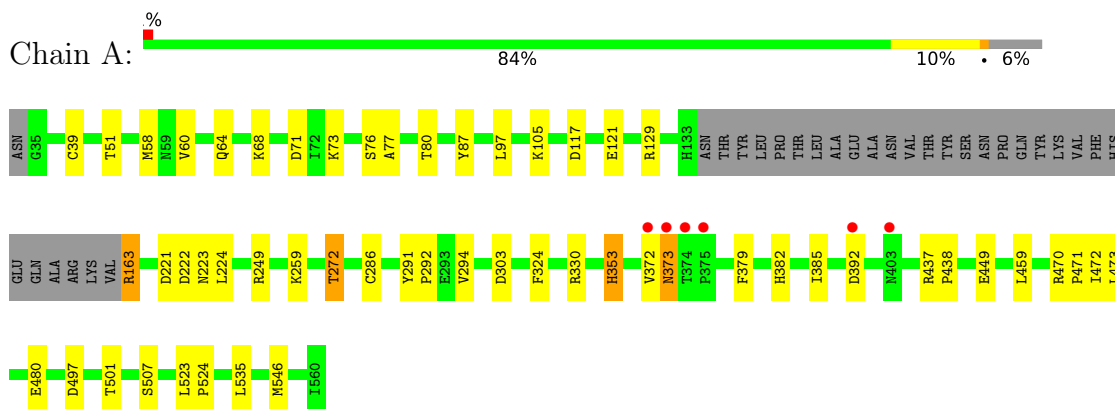 %
Chain A:
84% 10% • 6%
ASN G35 C39 T51 M58 N59 V60 Q64 K68 D71 I72 K73 S76 A77 T80 Y87 L97 K105 D117 E121 R129 H133 ASN THR TYR LEU PRO THR LEU ALA GLU ALA ASN VAL THR TYR SER ASN PRO GLN TYR LYS VAL PHE HIS
GLU GLN ALA ARG LYS VAL R163 D221 D222 N223 L224 R249 K259 T272 C286 Y291 P292 E293 V294 D303 F324 R330 H353 V372 N373 T374 P375 F379 H382 I385 D392 N403 R437 P438 E449 L459 R470 P471 I472 L473
E480 D497 T501 S507 L523 P524 L535 M546 I560